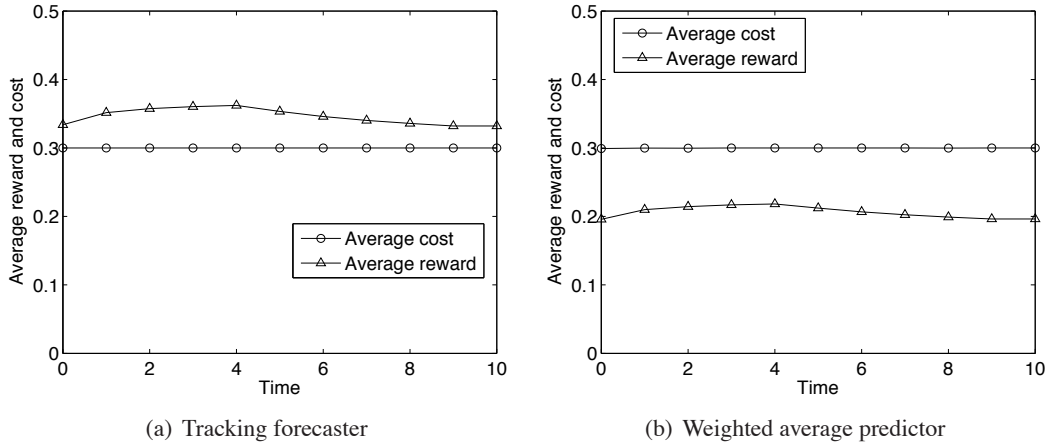 0.5
0.4
0.3
0.2
0.1
0
Average reward and cost
Average cost
Average reward
0 2 4 6 8 10
Time
(a) Tracking forecaster
0.5
0.4
0.3
0.2
0.1
0
Average reward and cost
Average cost
Average reward
0 2 4 6 8 10
Time
(b) Weighted average predictor